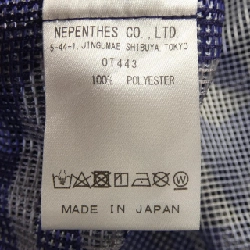 NEPENTHES CO., LTD
5-44-1, JINGUMAE SHIBUYA, TOKYO
OT443
100% POLYESTER
MADE IN JAPAN